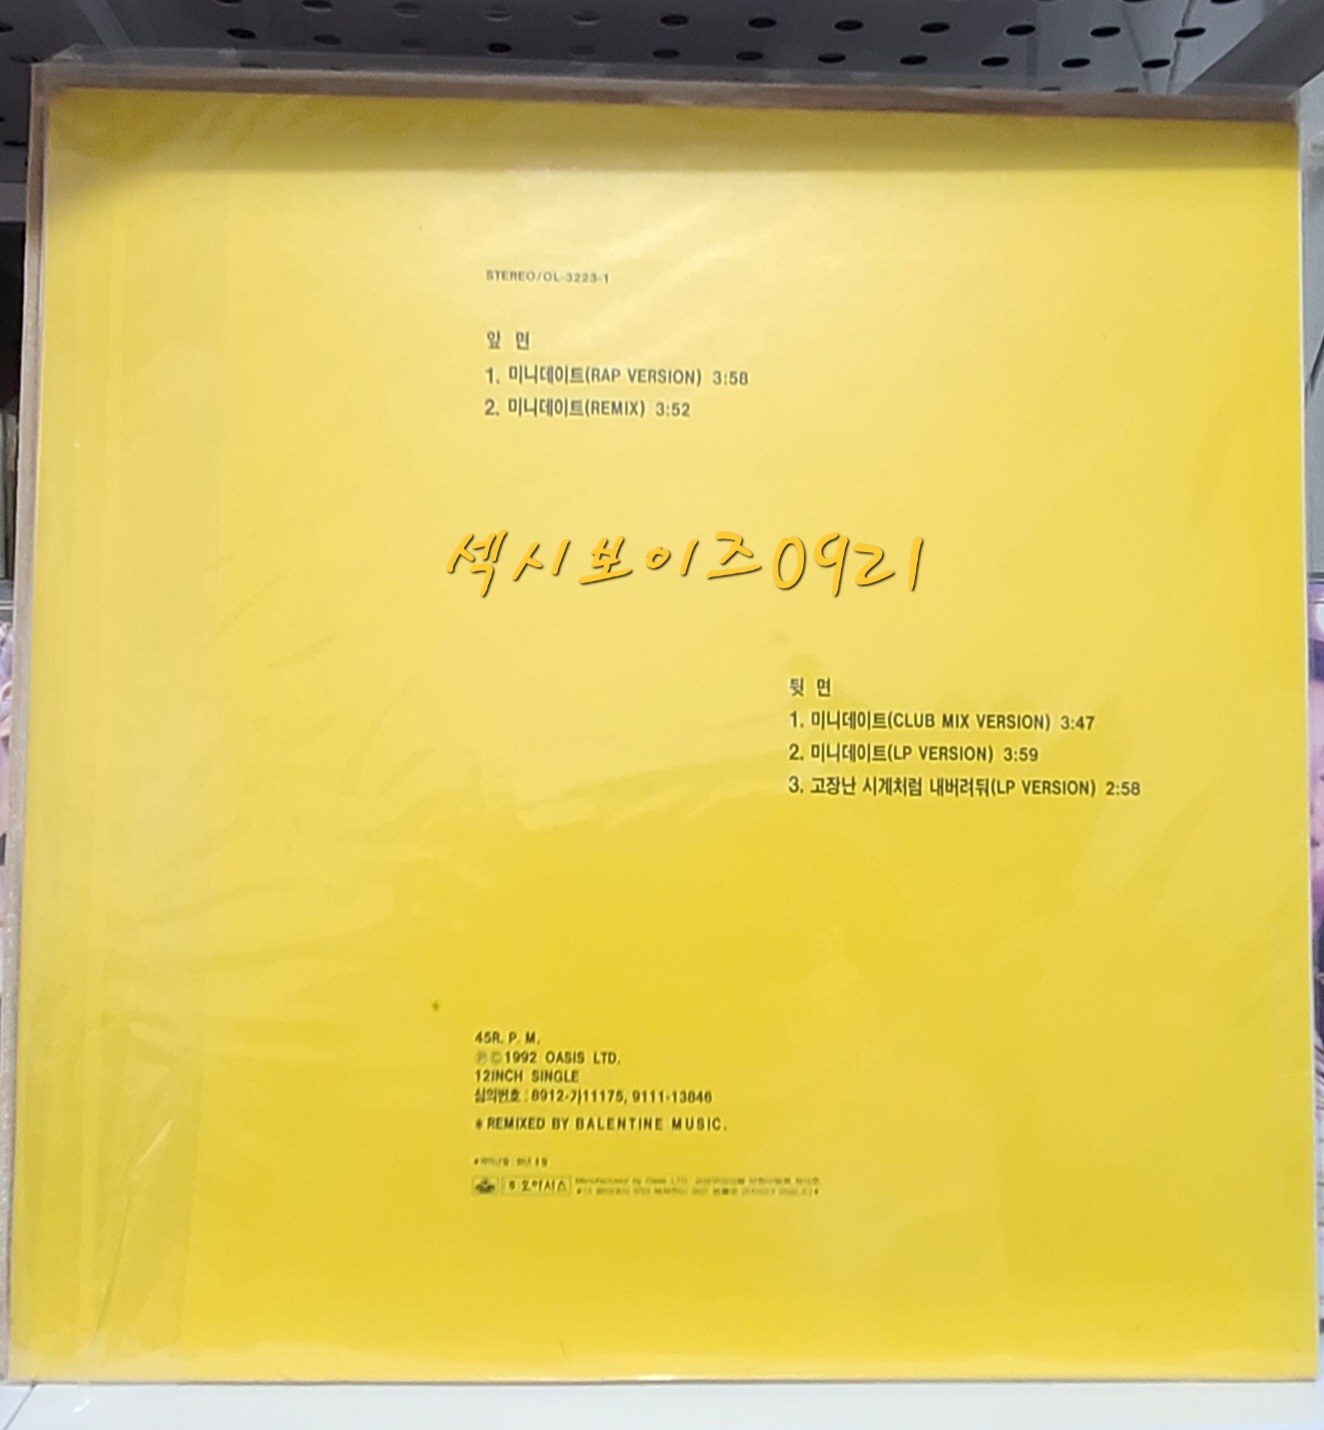 STEREO/OL-3223-1
앞 면
1. 미니데이트(RAP VERSION) 3:58
2. 미니데이트(REMIX) 3:52
섹시보이즈0921
뒷 면
1. 미니데이트(CLUB MIX VERSION) 3:47
2. 미니데이트(LP VERSION) 3:59
3. 고장난 시계처럼 내버려둬(LP VERSION) 2:58
45R. P. M.
Ⓟ©1992 OASIS LTD.
12INCH SINGLE
심의번호 : 8912-가11175, 9111-13846
* REMIXED BY BALENTINE MUSIC.
오아시스
Manufactured by Oasis LTD.